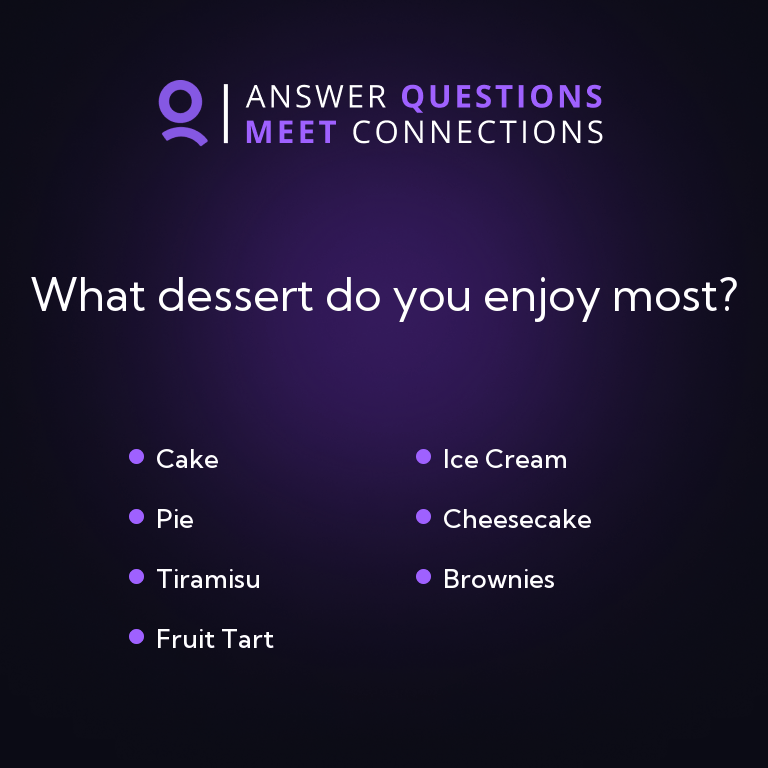 ANSWER QUESTIONS
MEET CONNECTIONS
What dessert do you enjoy most?
Cake
Ice Cream
Pie
Cheesecake
Tiramisu
Brownies
Fruit Tart